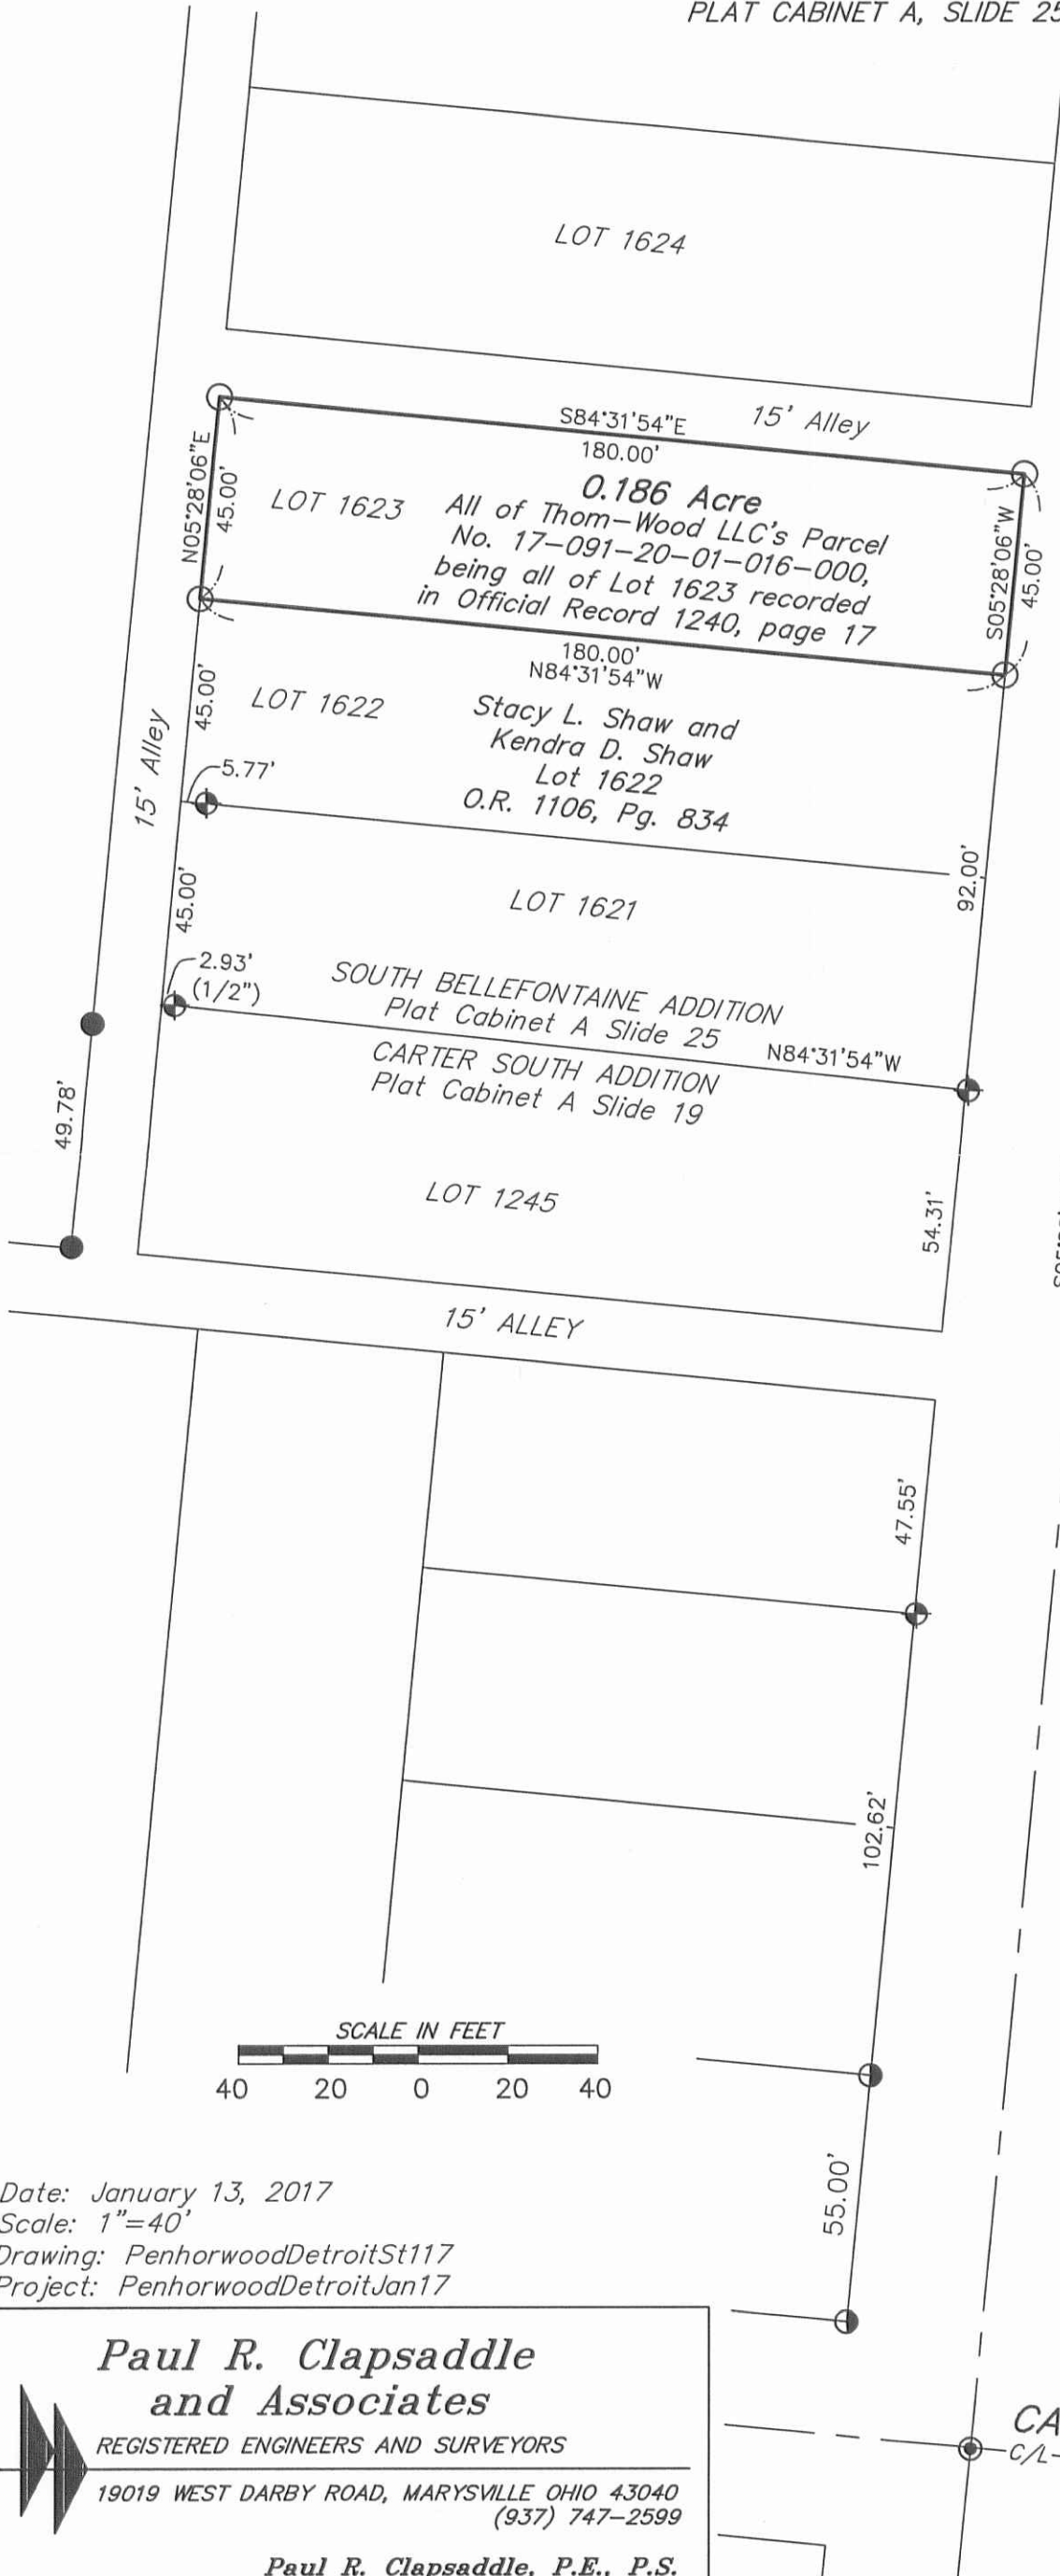 PLAT CABINET A, SLIDE 25
LOT 1624
15' Alley
S84°31'54"E
180.00'
N05°28'06"E
45.00'
LOT 1623
0.186 Acre
All of Thom-Wood LLC's Parcel
No. 17-091-20-01-016-000,
being all of Lot 1623 recorded
in Official Record 1240, page 17
S05°28'06"W
45.00'
180.00'
N84°31'54"W
45.00'
LOT 1622
Stacy L. Shaw and
Kendra D. Shaw
Lot 1622
O.R. 1106, Pg. 834
15' Alley
5.77'
92.00'
45.00'
LOT 1621
2.93'
(1/2")
SOUTH BELLEFONTAINE ADDITION
Plat Cabinet A Slide 25
N84°31'54"W
CARTER SOUTH ADDITION
Plat Cabinet A Slide 19
49.78'
LOT 1245
54.31'
15' ALLEY
47.55'
102.62'
SCALE IN FEET
40 20 0 20 40
55.00'
Date: January 13, 2017
Scale: 1"=40'
Drawing: PenhorwoodDetroitSt117
Project: PenhorwoodDetroitJan17
Paul R. Clapsaddle
and Associates
REGISTERED ENGINEERS AND SURVEYORS
19019 WEST DARBY ROAD, MARYSVILLE OHIO 43040
(937) 747-2599
Paul R. Clapsaddle, P.E., P.S.
CA
C/L